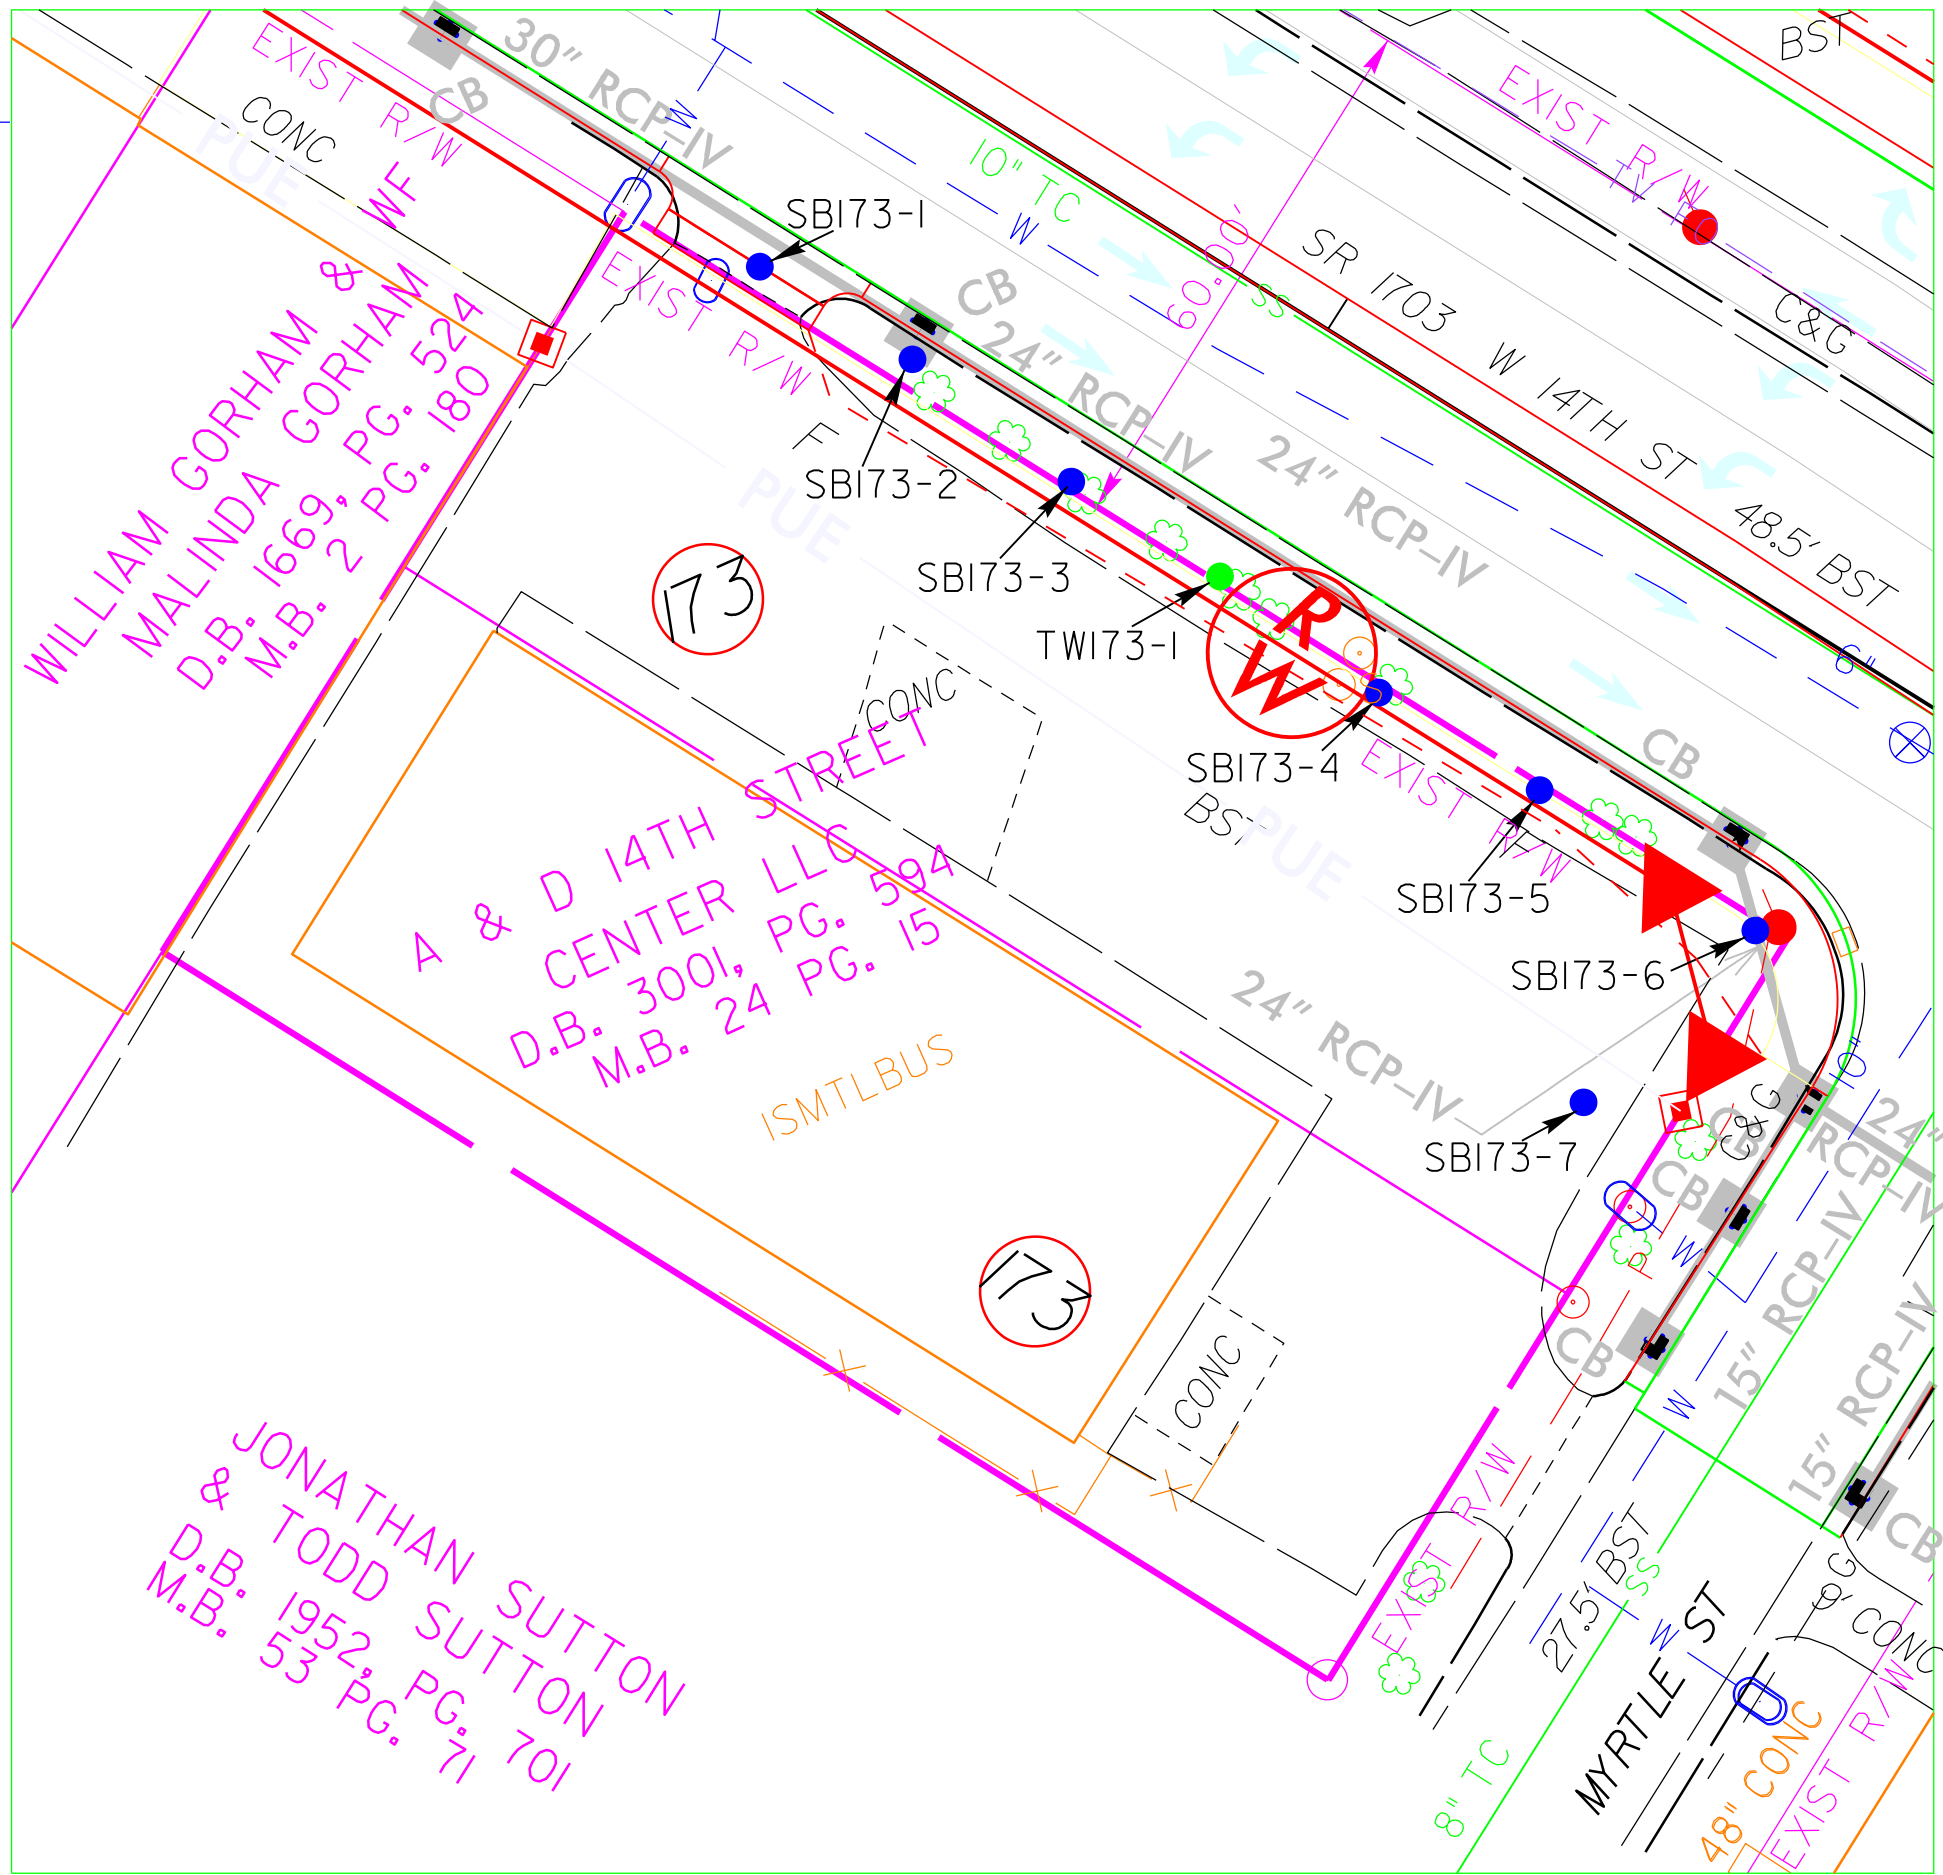 BST
30" RCP-IV
EXIST R/W
CB
CONC
PUE
W
10" TC
W
EXIST R/W
TV
FO
SB173-1
60.00'
SR 1703 W 14TH ST
C&G
SS
CB
24" RCP-IV
EXIST R/W
WILLIAM GORHAM & WF
MALINDA GORHAM
D.B. 1669, PG. 524
M.B. 2 PG. 180
F
SB173-2
24" RCP-IV
48.5' BST
PUE
SB173-3
173
TW173-1
R
W
6"
CONC
SB173-4
CB
BST
EXIST R/W
PUE
F
SB173-5
A & D 14TH STREET
CENTER LLC
D.B. 3001, PG. 594
M.B. 24 PG. 15
SB173-6
24" RCP-IV
ISMTLBUS
10"
C&G
SB173-7
CB
24"
RCP-IV
CB
P
W
173
CB
CONC
W
15" RCP-IV
15" RCP-IV
EXIST R/W
CB
JONATHAN SUTTON
& TODD SUTTON
D.B. 1952, PG. 701
M.B. 53 PG. 71
27.5' BST
SS
W
MYRTLE ST
9' CONC
8" TC
48" CONC
EXIST R/W